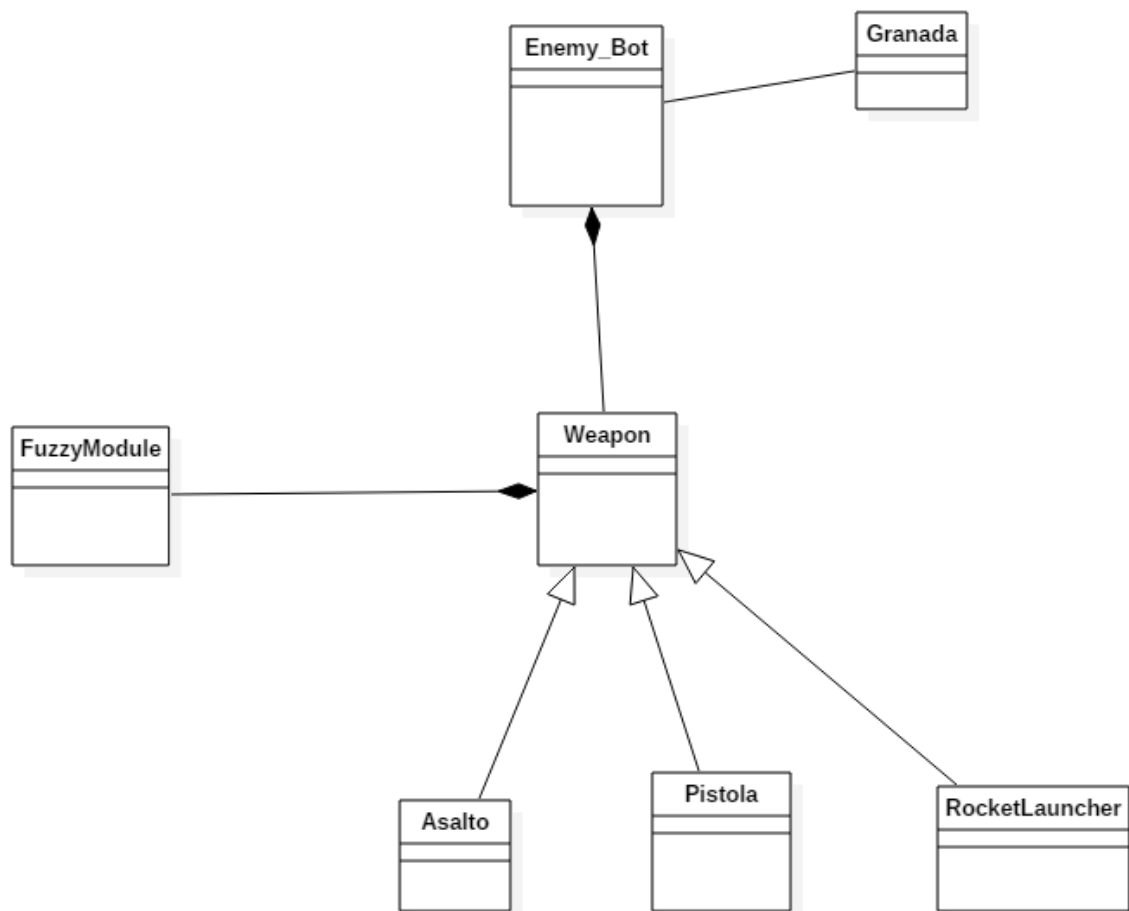 Enemy_Bot
Granada
Weapon
FuzzyModule
Asalto
Pistola
RocketLauncher